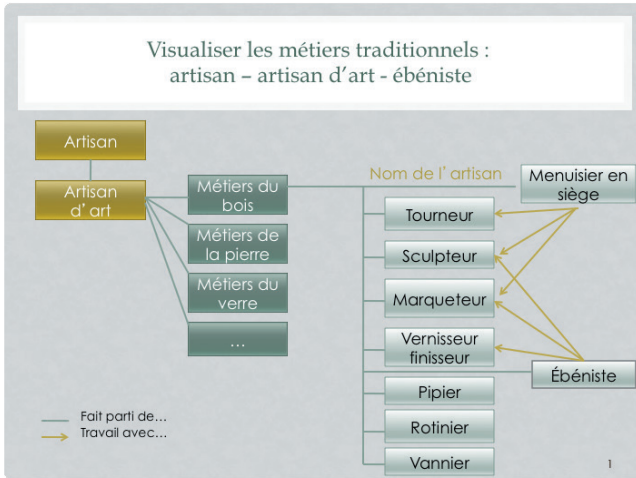 Visualiser les métiers traditionnels :
artisan – artisan d'art - ébéniste
Artisan
Artisan
d'art
Métiers du
bois
Métiers de
la pierre
Métiers du
verre
...
Nom de l'artisan
Menuisier en
siège
Tourneur
Sculpteur
Marqueteur
Vernisseur
finisseur
Ébéniste
Pipier
Rotinier
Vannier
Fait parti de...
Travail avec...
1